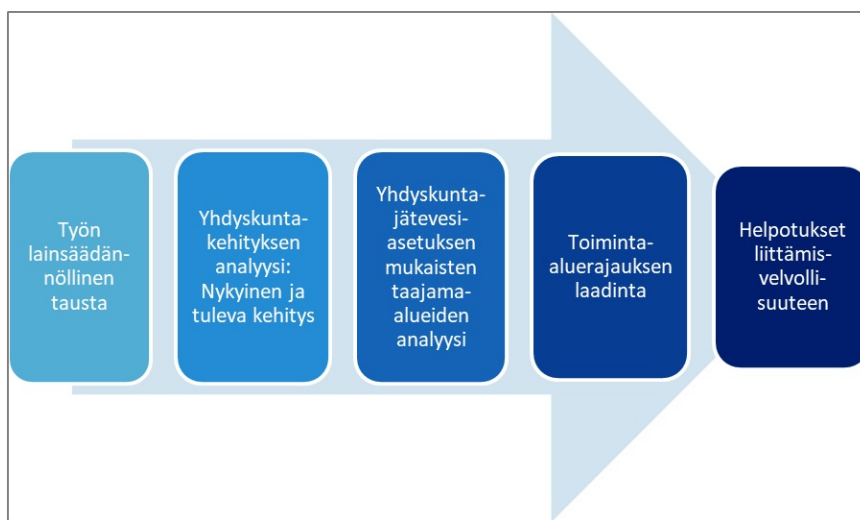 Työn
lainsäädän-
nöllinen
tausta
Yhdyskunta-
kehityksen
analyysi:
Nykyinen ja
tuleva kehitys
Yhdyskunta-
jätevesi-
asetuksen
mukaisten
taajama-
alueiden
analyysi
Toiminta-
aluerajauksen
laadinta
Helpotukset
liittämis-
velvolli-
suuteen